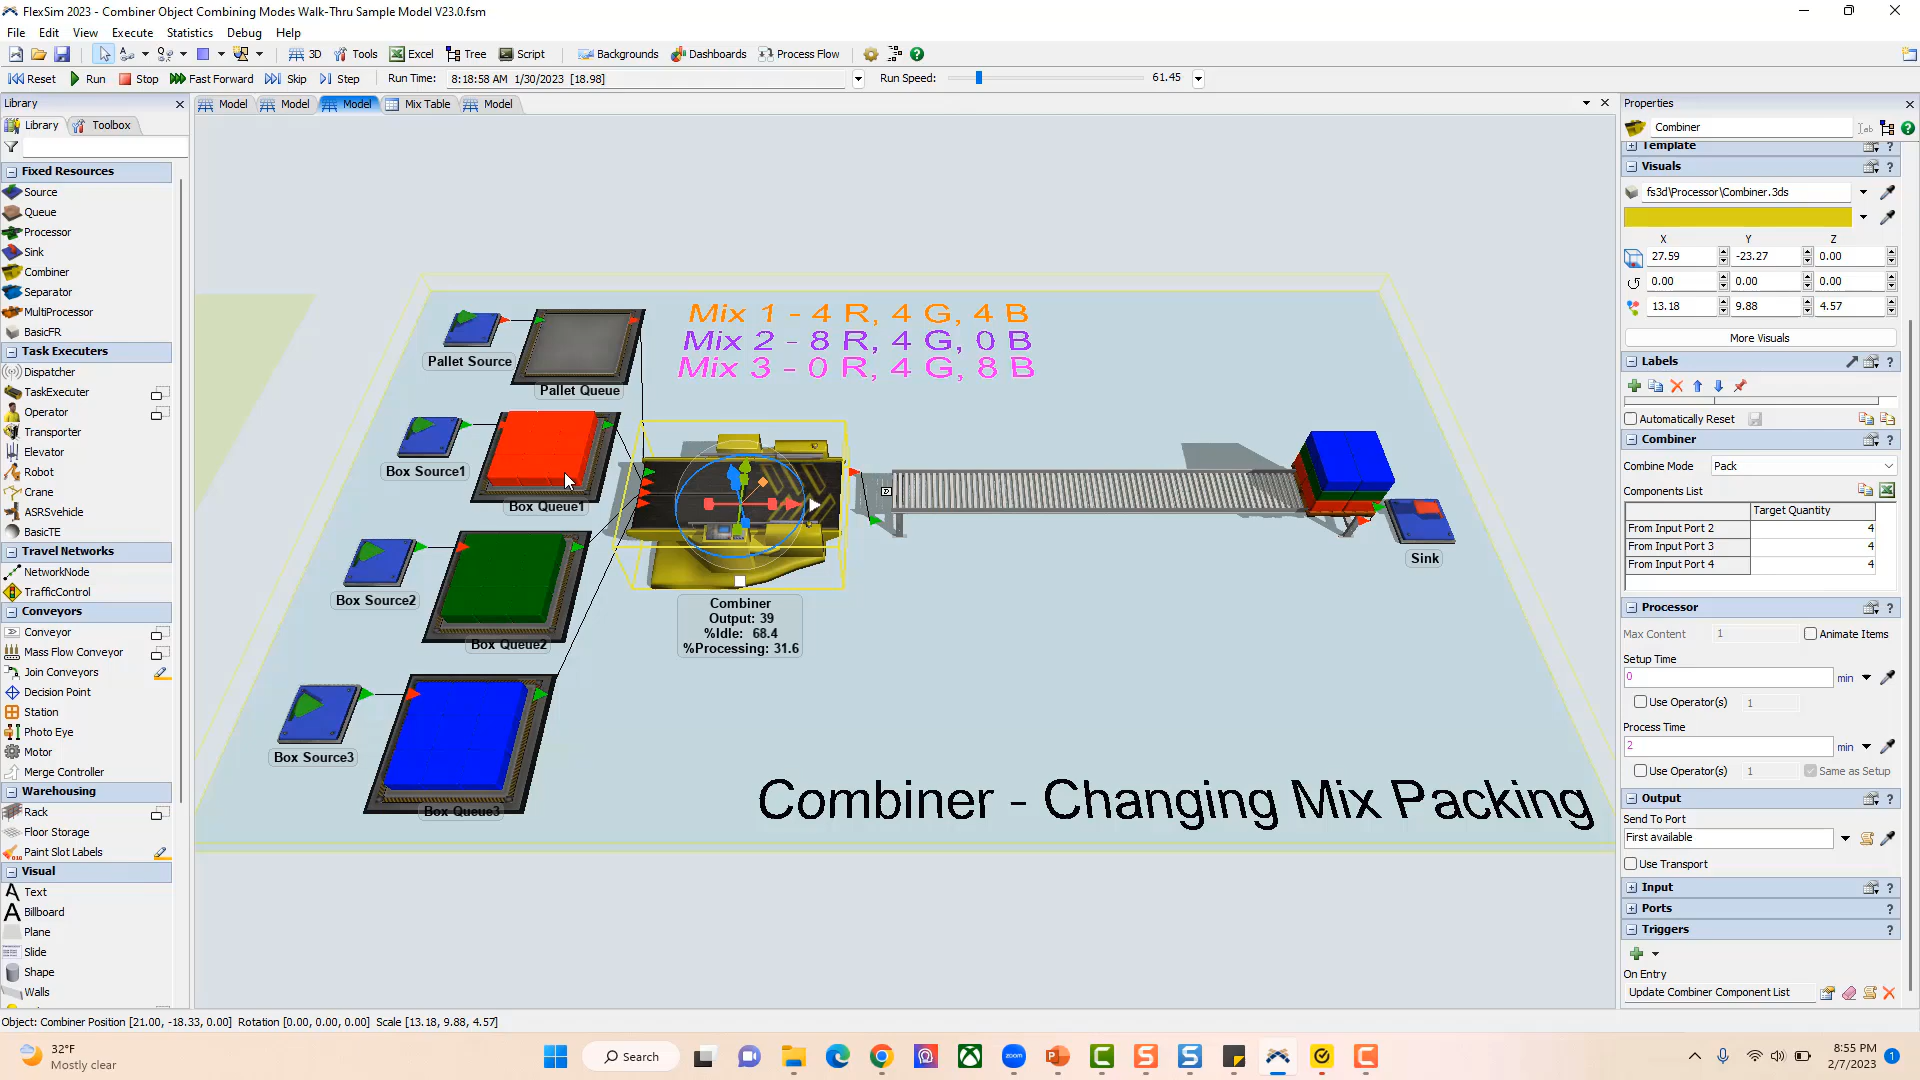 FlexSim 2023 - Combiner Object Combining Modes Walk-Thru Sample Model V23.0.fsm
File Edit View Execute Statistics Debug Help
3D Tools Excel Tree Script Backgrounds Dashboards Process Flow
Reset Run Stop Fast Forward Skip Step Run Time: 8:18:58 AM 1/30/2023 [18.98] Run Speed: 61.45
Library
Library Toolbox
Fixed Resources
Source
Queue
Processor
Sink
Combiner
Separator
MultiProcessor
BasicFR
Task Executers
Dispatcher
TaskExecuter
Operator
Transporter
Elevator
Robot
Crane
ASRSvehicle
BasicTE
Travel Networks
NetworkNode
TrafficControl
Conveyors
Conveyor
Mass Flow Conveyor
Join Conveyors
Decision Point
Station
Photo Eye
Motor
Merge Controller
Warehousing
Rack
Floor Storage
Paint Slot Labels
Visual
Text
Billboard
Plane
Slide
Shape
Walls
Model Model Model Mix Table Model
Mix 1 - 4 R, 4 G, 4 B
Mix 2 - 8 R, 4 G, 0 B
Mix 3 - 0 R, 4 G, 8 B
Pallet Source
Pallet Queue
Box Source1
Box Queue1
Box Source2
Box Queue2
Box Source3
Box Queue3
Combiner
Output: 39
%Idle: 68.4
%Processing: 31.6
Sink
Combiner - Changing Mix Packing
Properties
Combiner
Template
Visuals
fs3d\Processor\Combiner.3ds
X Y Z
27.59 -23.27 0.00
0.00 0.00 0.00
13.18 9.88 4.57
More Visuals
Labels
Automatically Reset
Combiner
Combine Mode Pack
Components List
Target Quantity
From Input Port 2 4
From Input Port 3 4
From Input Port 4 4
Processor
Max Content 1 Animate Items
Setup Time
0 min
Use Operator(s) 1
Process Time
2 min
Use Operator(s) 1 Same as Setup
Output
Send To Port
First available
Use Transport
Input
Ports
Triggers
On Entry
Update Combiner Component List
Object: Combiner Position [21.00, -18.33, 0.00] Rotation [0.00, 0.00, 0.00] Scale [13.18, 9.88, 4.57]
32°F
Mostly clear
Search
zoom
8:55 PM
2/7/2023
1